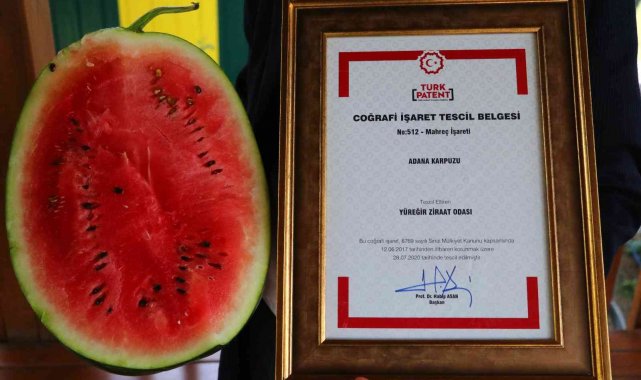 TÜRK
PATENT
COĞRAFİ İŞARET TESCİL BELGESİ
No:512 - Mahreç İşareti
ADANA KARPUZU
Tescil Ettiren
YÜREĞİR ZİRAAT ODASI
Bu coğrafi işaret, 6769 sayılı Sınai Mülkiyet Kanunu kapsamında
12.06.2017 tarihinden itibaren korunmak üzere
28.07.2020 tarihinde tescil edilmiştir.
Prof. Dr. Habip ASAN
Başkan